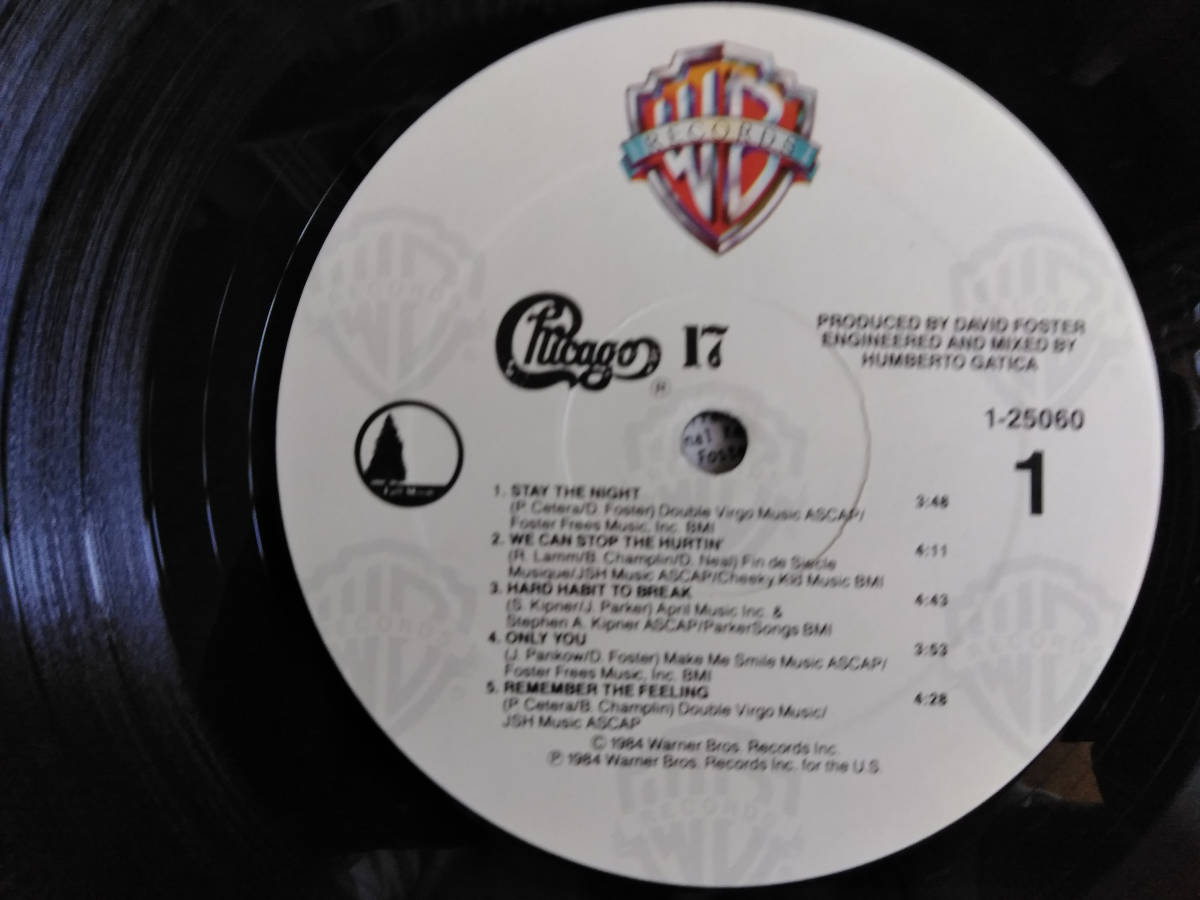 WB
RECORDS
Chicago 17
®
PRODUCED BY DAVID FOSTER
ENGINEERED AND MIXED BY
HUMBERTO GATICA
1-25060
1
1. STAY THE NIGHT 3:48
(P. Cetera/D. Foster) Double Virgo Music ASCAP/
Foster Frees Music, Inc. BMI
2. WE CAN STOP THE HURTIN' 4:11
(R. Lamm/B. Champlin/D. Neal) Fin de Siecle
Musique/JSH Music ASCAP/Cheeky Kid Music BMI
3. HARD HABIT TO BREAK 4:43
(S. Kipner/J. Parker) April Music Inc. &
Stephen A. Kipner ASCAP/ParkerSongs BMI
4. ONLY YOU 3:53
(J. Pankow/D. Foster) Make Me Smile Music ASCAP/
Foster Frees Music, Inc. BMI
5. REMEMBER THE FEELING 4:28
(P. Cetera/B. Champlin) Double Virgo Music/
JSH Music ASCAP
© 1984 Warner Bros. Records Inc.
℗ 1984 Warner Bros. Records Inc. for the U.S.